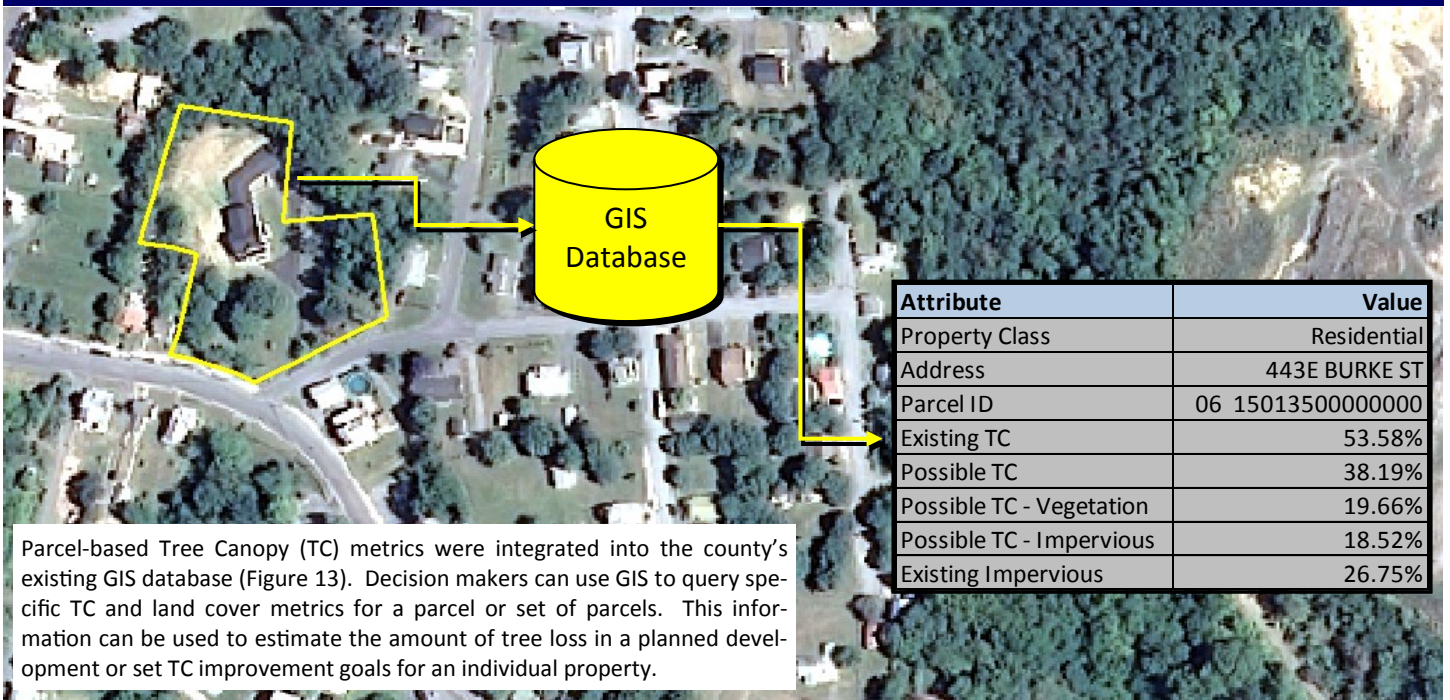 GIS
Database
Attribute Value
Property Class Residential
Address 443E BURKE ST
Parcel ID 06 15013500000000
Existing TC 53.58%
Possible TC 38.19%
Possible TC - Vegetation 19.66%
Possible TC - Impervious 18.52%
Existing Impervious 26.75%
Parcel-based Tree Canopy (TC) metrics were integrated into the county's
existing GIS database (Figure 13). Decision makers can use GIS to query spe-
cific TC and land cover metrics for a parcel or set of parcels. This infor-
mation can be used to estimate the amount of tree loss in a planned devel-
opment or set TC improvement goals for an individual property.